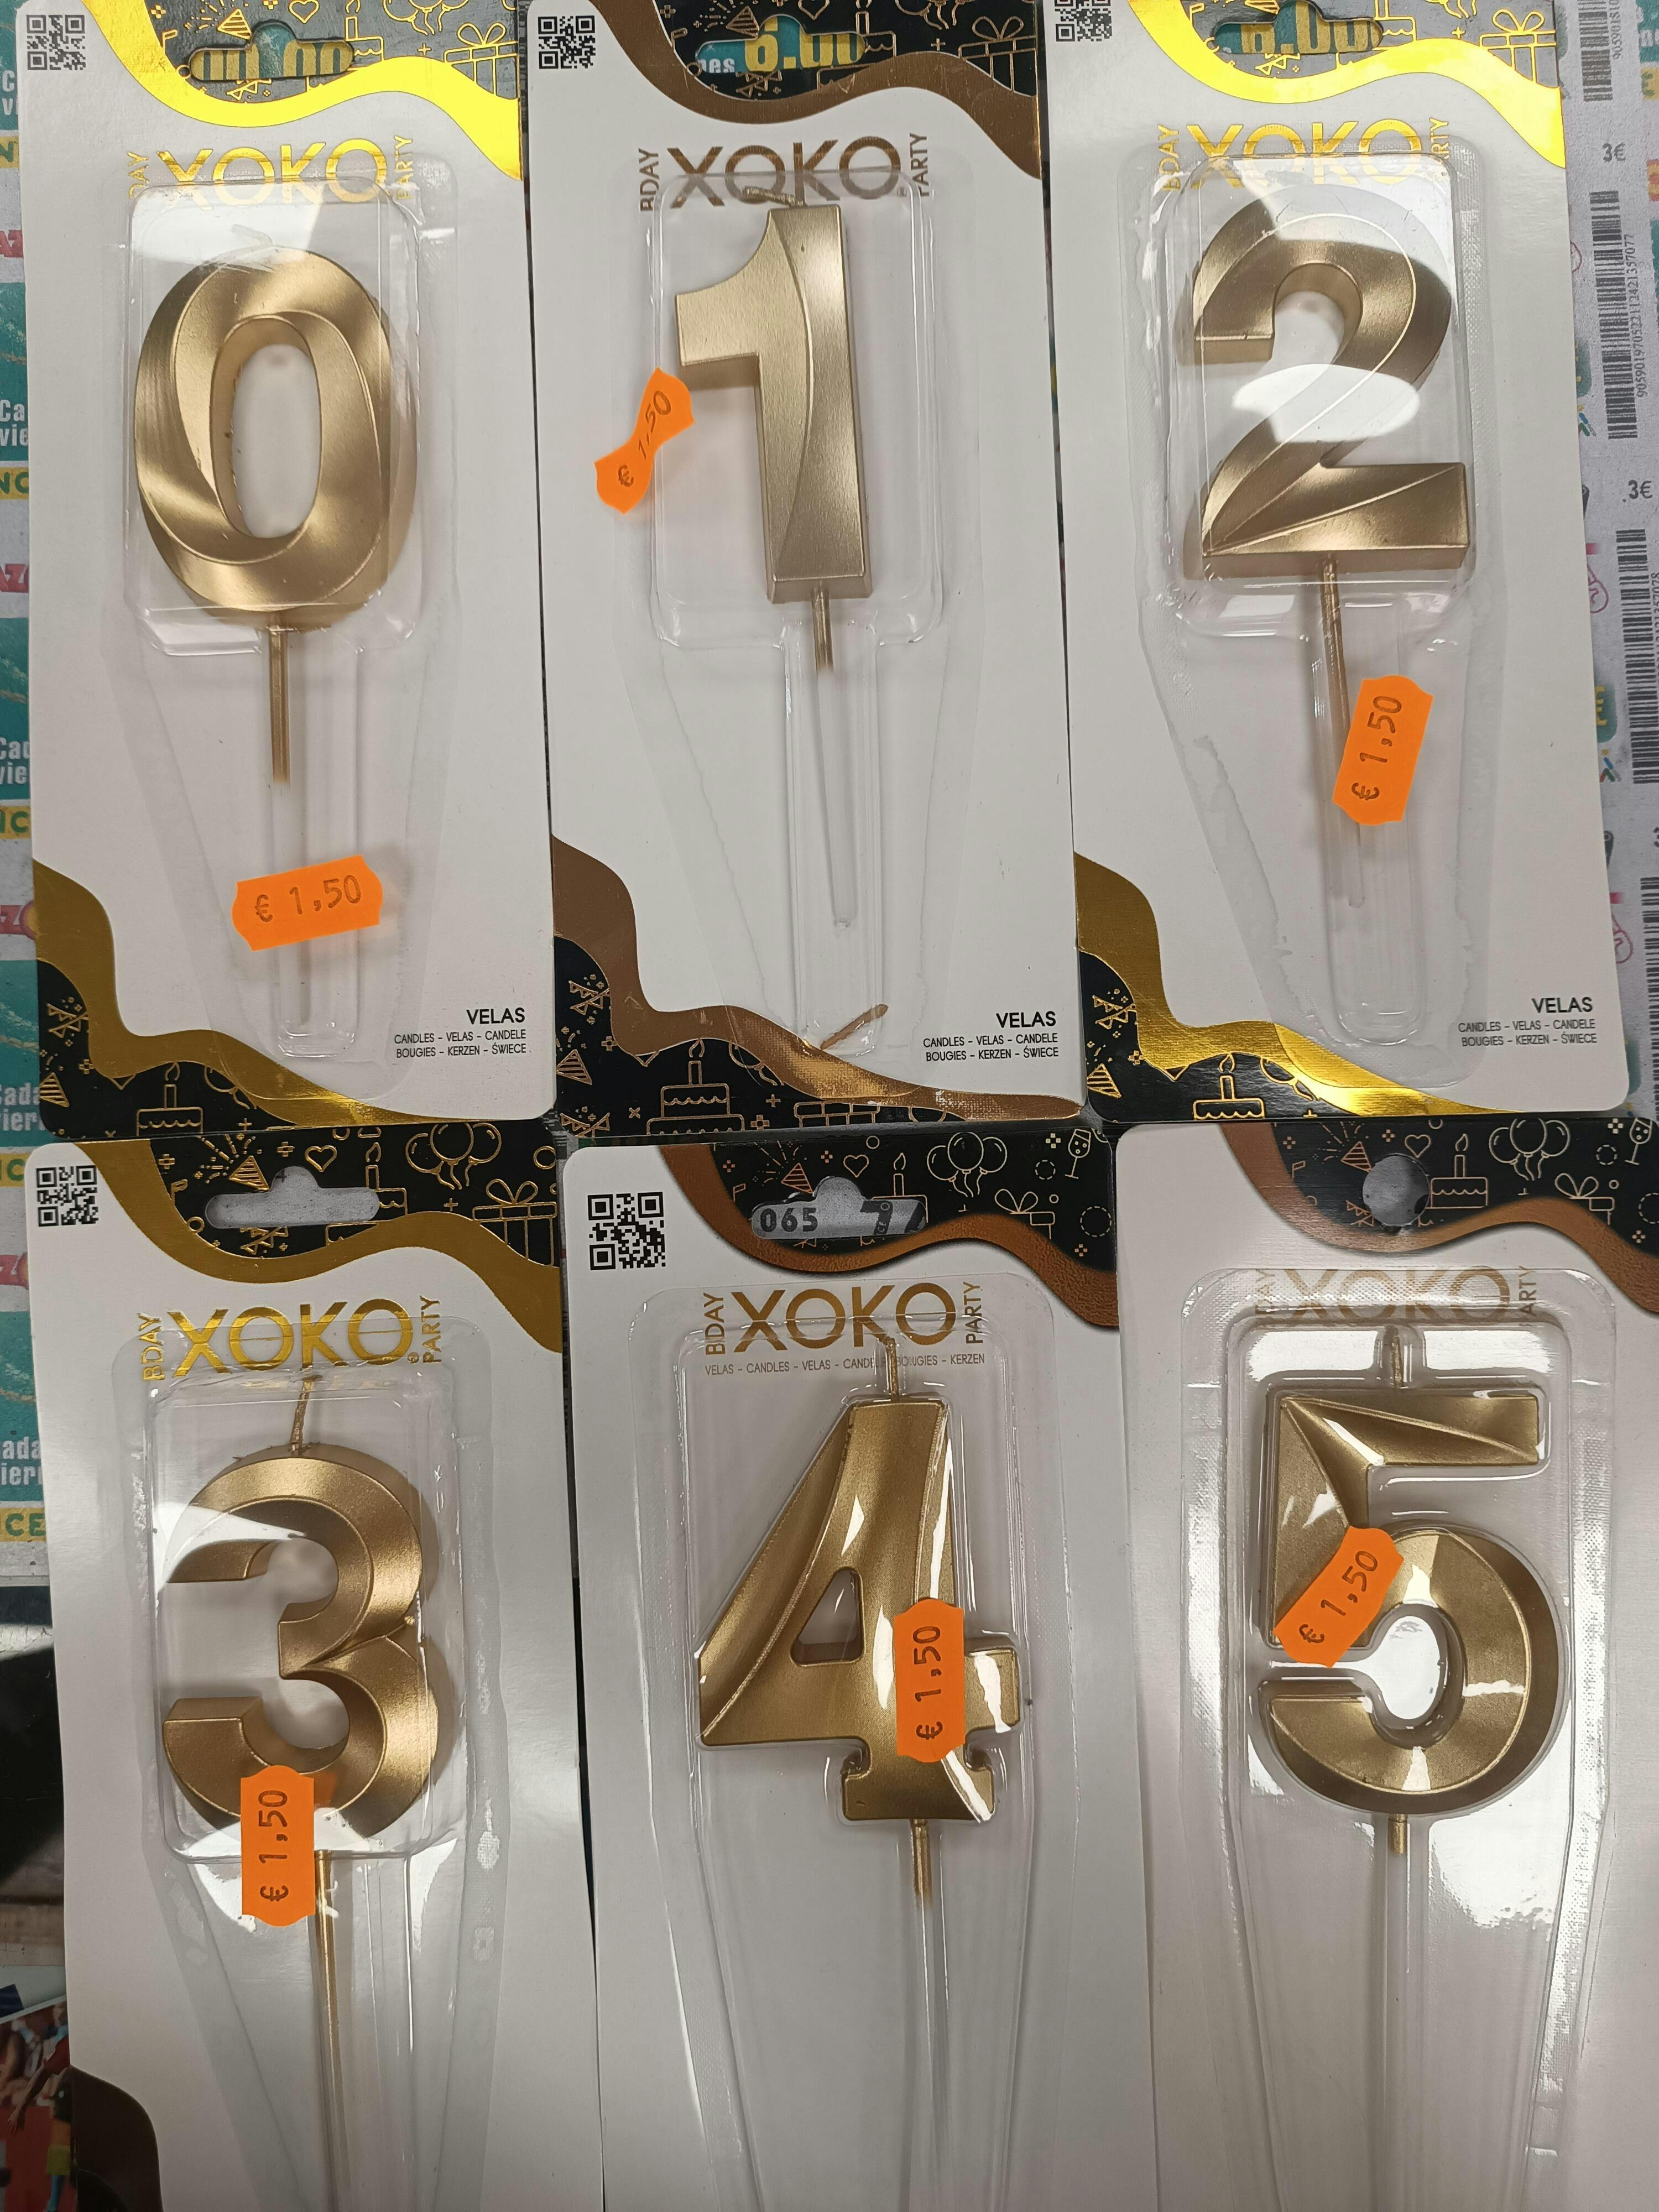 6.00
BDAY XOKO PARTY
€ 1,50
VELAS
CANDLES - VELAS - CANDELE
BOUGIES - KERZEN - ŚWIECE
BDAY XOKO PARTY
€ 1,50
VELAS
CANDLES - VELAS - CANDELE
BOUGIES - KERZEN - ŚWIECE
BDAY XOKO PARTY
€ 1,50
VELAS
CANDLES - VELAS - CANDELE
BOUGIES - KERZEN - ŚWIECE
0
1
2
3€
BDAY XOKO PARTY
€ 1,50
3
065
BDAY XOKO PARTY
VELAS - CANDLES - VELAS - CANDELE - BOUGIES - KERZEN
€ 1,50
4
BDAY XOKO PARTY
€ 1,50
5